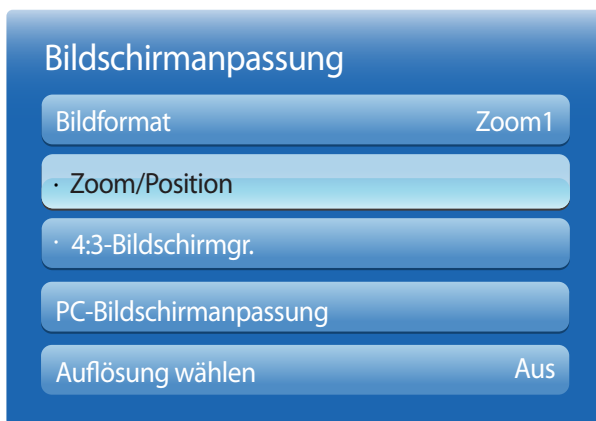 Bildschirmanpassung
Bildformat Zoom1
· Zoom/Position
· 4:3-Bildschirmgr.
PC-Bildschirmanpassung
Auflösung wählen Aus